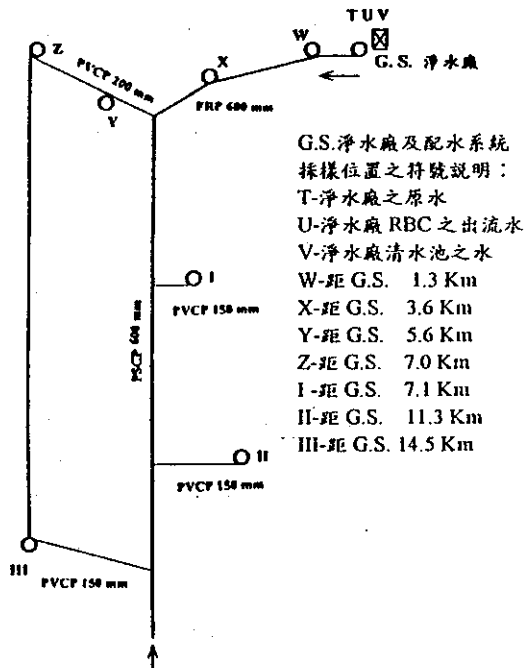 T U V
W
Z
X
G.S. 淨水廠
PVCP 200 mm
Y
FRP 600 mm
G.S.淨水廠及配水系統
採樣位置之符號說明：
T-淨水廠之原水
U-淨水廠 RBC 之出流水
V-淨水廠清水池之水
W-距 G.S. 1.3 Km
X-距 G.S. 3.6 Km
Y-距 G.S. 5.6 Km
Z-距 G.S. 7.0 Km
I-距 G.S. 7.1 Km
II-距 G.S. 11.3 Km
III-距 G.S. 14.5 Km
I
PVCP 150 mm
PSCP 600 mm
II
PVCP 150 mm
III
PVCP 150 mm